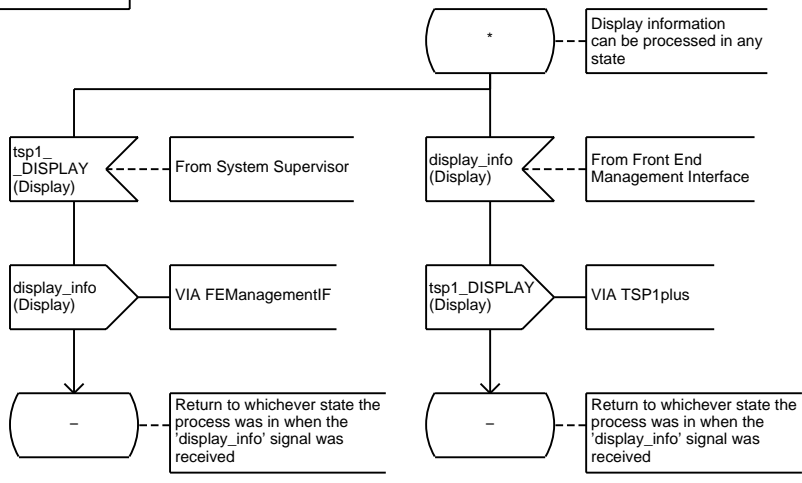 *
Display information
can be processed in any
state
tsp1_
_DISPLAY
(Display)
From System Supervisor
display_info
(Display)
From Front End
Management Interface
display_info
(Display)
VIA FEManagementIF
tsp1_DISPLAY
(Display)
VIA TSP1plus
–
Return to whichever state the
process was in when the
'display_info' signal was
received
–
Return to whichever state the
process was in when the
'display_info' signal was
received